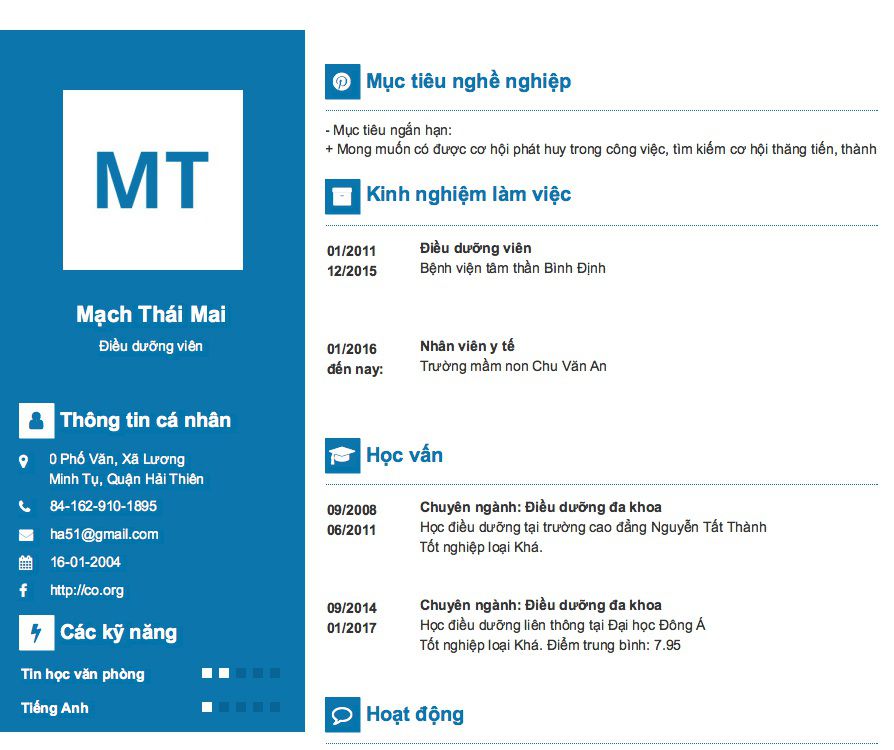 MT
Mạch Thái Mai
Điều dưỡng viên
Thông tin cá nhân
0 Phố Văn, Xã Lương
Minh Tụ, Quận Hải Thiên
84-162-910-1895
ha51@gmail.com
16-01-2004
http://co.org
Các kỹ năng
Tin học văn phòng
Tiếng Anh
Mục tiêu nghề nghiệp
- Mục tiêu ngắn hạn:
+ Mong muốn có được cơ hội phát huy trong công việc, tìm kiếm cơ hội thăng tiến, thành
Kinh nghiệm làm việc
01/2011 Điều dưỡng viên
12/2015 Bệnh viện tâm thần Bình Định
01/2016 Nhân viên y tế
đến nay: Trường mầm non Chu Văn An
Học vấn
09/2008 Chuyên ngành: Điều dưỡng đa khoa
06/2011 Học điều dưỡng tại trường cao đẳng Nguyễn Tất Thành
Tốt nghiệp loại Khá.
09/2014 Chuyên ngành: Điều dưỡng đa khoa
01/2017 Học điều dưỡng liên thông tại Đại học Đông Á
Tốt nghiệp loại Khá. Điểm trung bình: 7.95
Hoạt động